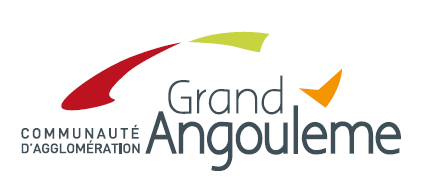 Grand
COMMUNAUTÉ
D'AGGLOMÉRATION
Angouleme